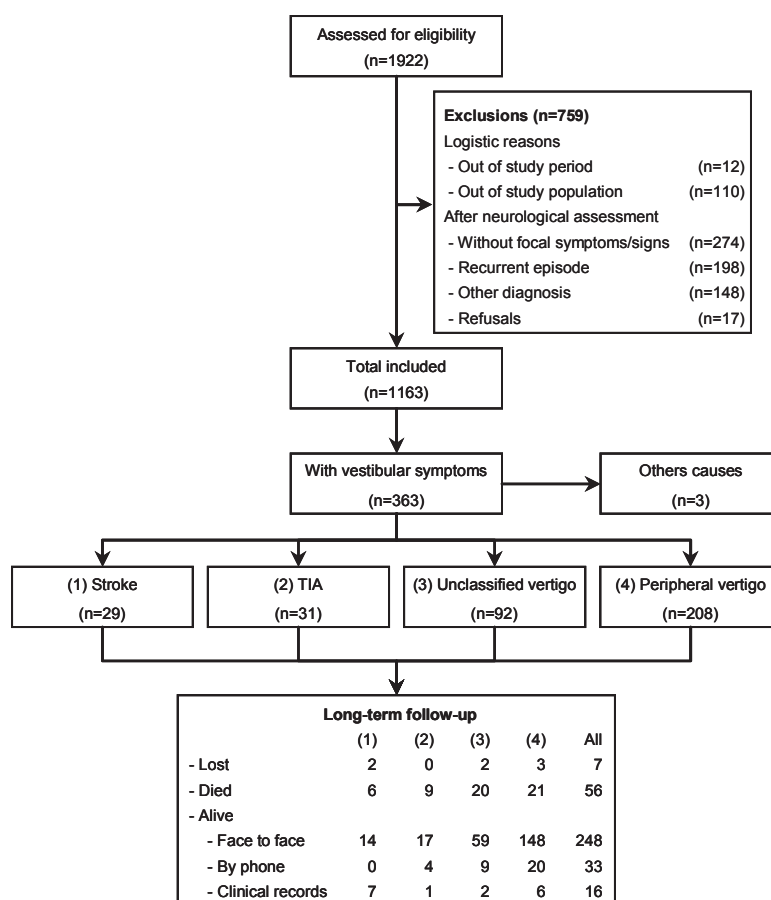 Assessed for eligibility
(n=1922)
Exclusions (n=759)
Logistic reasons
- Out of study period (n=12)
- Out of study population (n=110)
After neurological assessment
- Without focal symptoms/signs (n=274)
- Recurrent episode (n=198)
- Other diagnosis (n=148)
- Refusals (n=17)
Total included
(n=1163)
With vestibular symptoms
(n=363)
Others causes
(n=3)
(1) Stroke
(n=29)
(2) TIA
(n=31)
(3) Unclassified vertigo
(n=92)
(4) Peripheral vertigo
(n=208)
Long-term follow-up
(1) (2) (3) (4) All
- Lost 2 0 2 3 7
- Died 6 9 20 21 56
- Alive
- Face to face 14 17 59 148 248
- By phone 0 4 9 20 33
- Clinical records 7 1 2 6 16